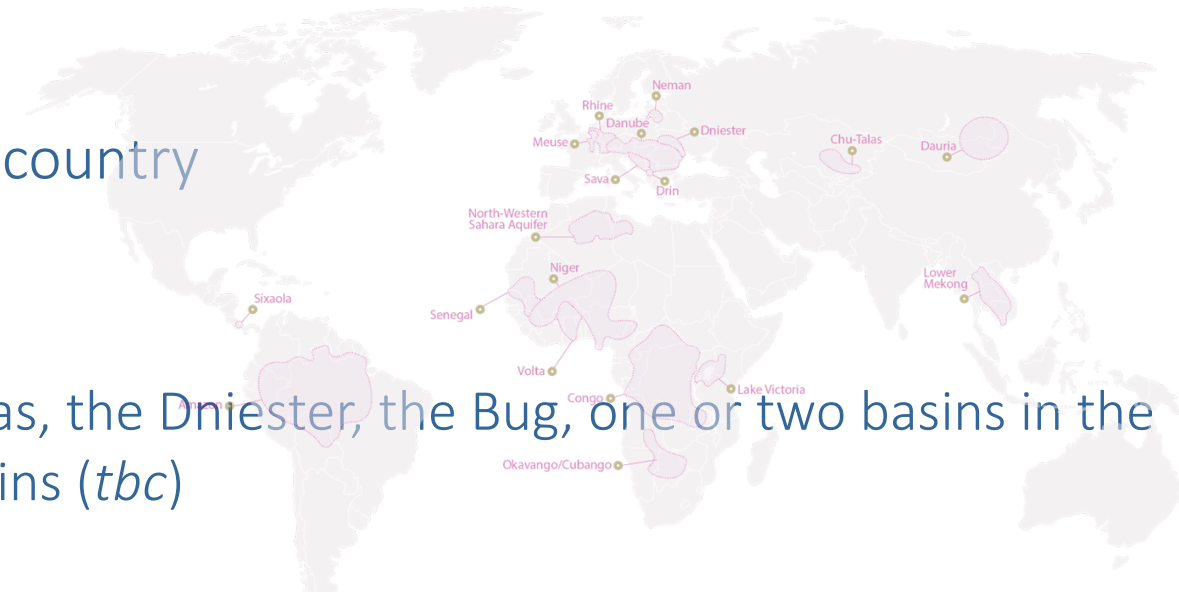 Neman
Rhine
Danube
Dniester
Meuse
Chu-Talas
Dauria
country
Sava
Drin
North-Western
Sahara Aquifer
Niger
Lower
Mekong
Sixaola
Senegal
Volta
Lake Victoria
Congo
Amazon
as, the Dniester, the Bug, one or two basins in the
Okavango/Cubango
ins (tbc)